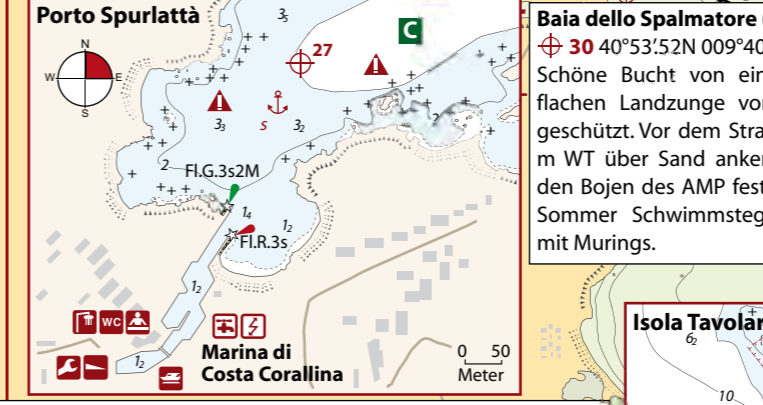 Porto Spurlattà
3₅
C
27
N
W
E
S
3₃
s
3₂
2
2
Fl.G.3s2M
1₄
1₂
Fl.R.3s
1₂
WC
1₂
Marina di
Costa Corallina
0 50
Meter
Baia dello Spalmatore
30 40°53'.52N 009°40
Schöne Bucht von ein
flachen Landzunge vo
geschützt. Vor dem Stra
m WT über Sand anker
den Bojen des AMP fest
Sommer Schwimmsteg
mit Murings.
Isola Tavolar
6₂
10